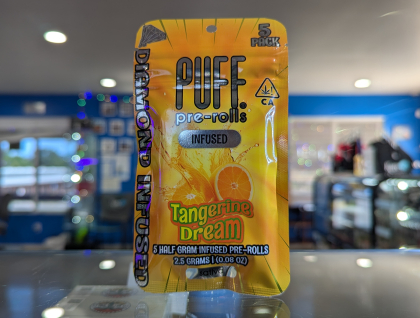 5
PACK
PUFF.
pre-rolls
CA
INFUSED
DIAMOND INFUSED
Tangerine
Dream
5 HALF GRAM INFUSED PRE-ROLLS
2.5 GRAMS | (0.08 OZ)